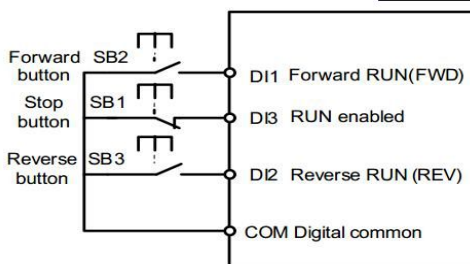 Forward button SB2
DI1 Forward RUN(FWD)
Stop button SB1
DI3 RUN enabled
Reverse button SB3
DI2 Reverse RUN (REV)
COM Digital common